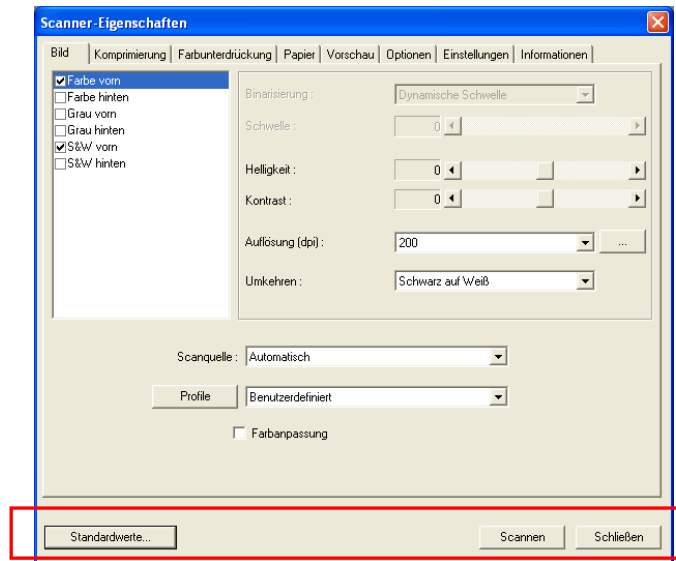 Scanner-Eigenschaften
Bild Komprimierung Farbunterdrückung Papier Vorschau Optionen Einstellungen Informationen
Farbe vorn
Farbe hinten
Grau vorn
Grau hinten
S&W vorn
S&W hinten
Binarisierung : Dynamische Schwelle
Schwelle : 0
Helligkeit : 0
Kontrast : 0
Auflösung (dpi) : 200 ...
Umkehren : Schwarz auf Weiß
Scanquelle : Automatisch
Profile Benutzerdefiniert
Farbanpassung
Standardwerte... Scannen Schließen